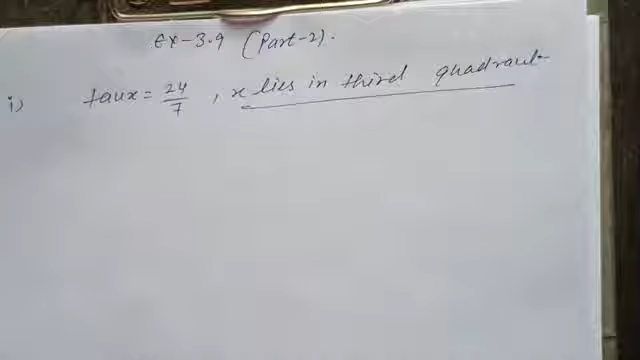 Ex-3.9 (Part-2).
i) tanx = 24/7 , x lies in third quadrant